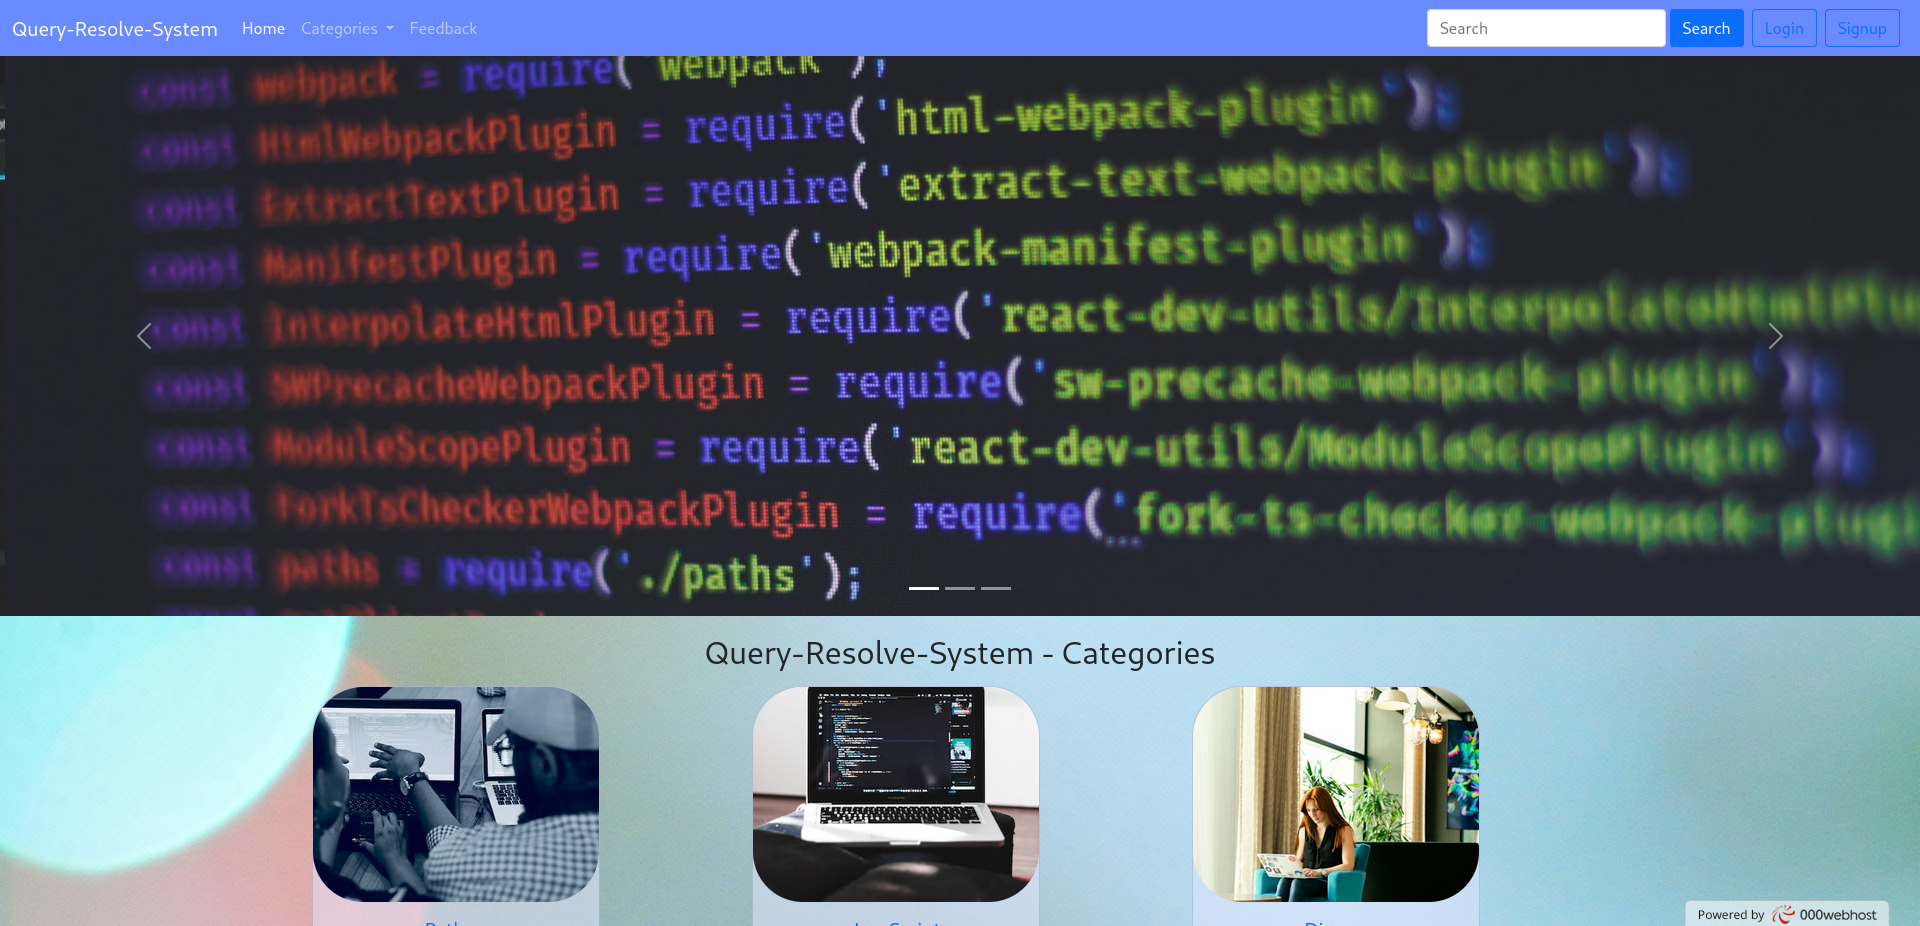 Query-Resolve-System Home Categories Feedback Search Search Login Signup
const webpack = require('webpack');
const HtmlWebpackPlugin = require('html-webpack-plugin');
const ExtractTextPlugin = require('extract-text-webpack-plugin');
const ManifestPlugin = require('webpack-manifest-plugin');
const InterpolateHtmlPlugin = require('react-dev-utils/InterpolateHtmlPlu
const SWPrecacheWebpackPlugin = require('sw-precache-webpack-plugin');
const ModuleScopePlugin = require('react-dev-utils/ModuleScopePlugin');
const ForkTsCheckerWebpackPlugin = require('fork-ts-checker-webpack-plugi
const paths = require('./paths');
Query-Resolve-System - Categories
Powered by 000webhost